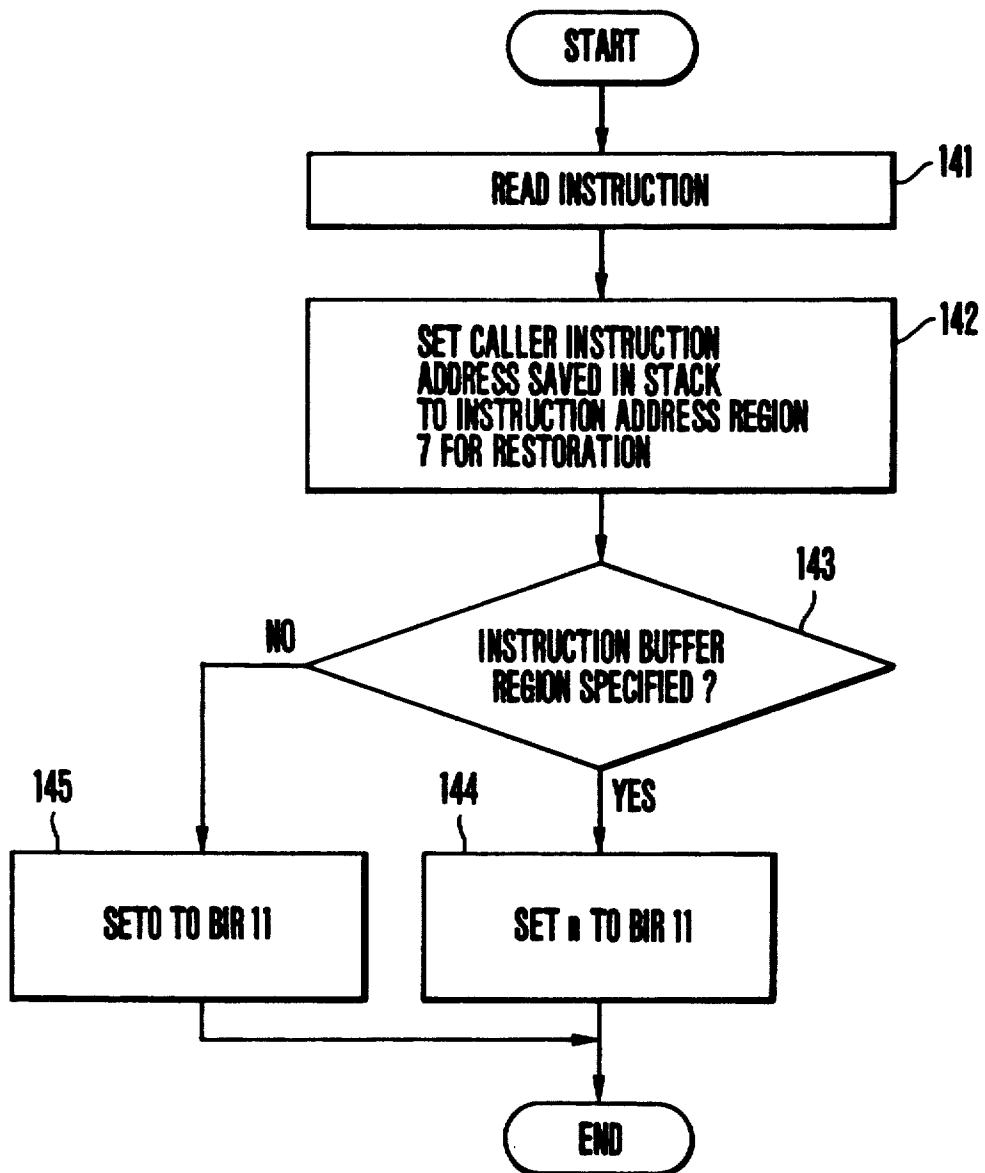 START
READ INSTRUCTION
141
SET CALLER INSTRUCTION
ADDRESS SAVED IN STACK
TO INSTRUCTION ADDRESS REGION
7 FOR RESTORATION
142
INSTRUCTION BUFFER
REGION SPECIFIED ?
143
NO
YES
145
SET0 TO BIR 11
144
SET n TO BIR 11
END